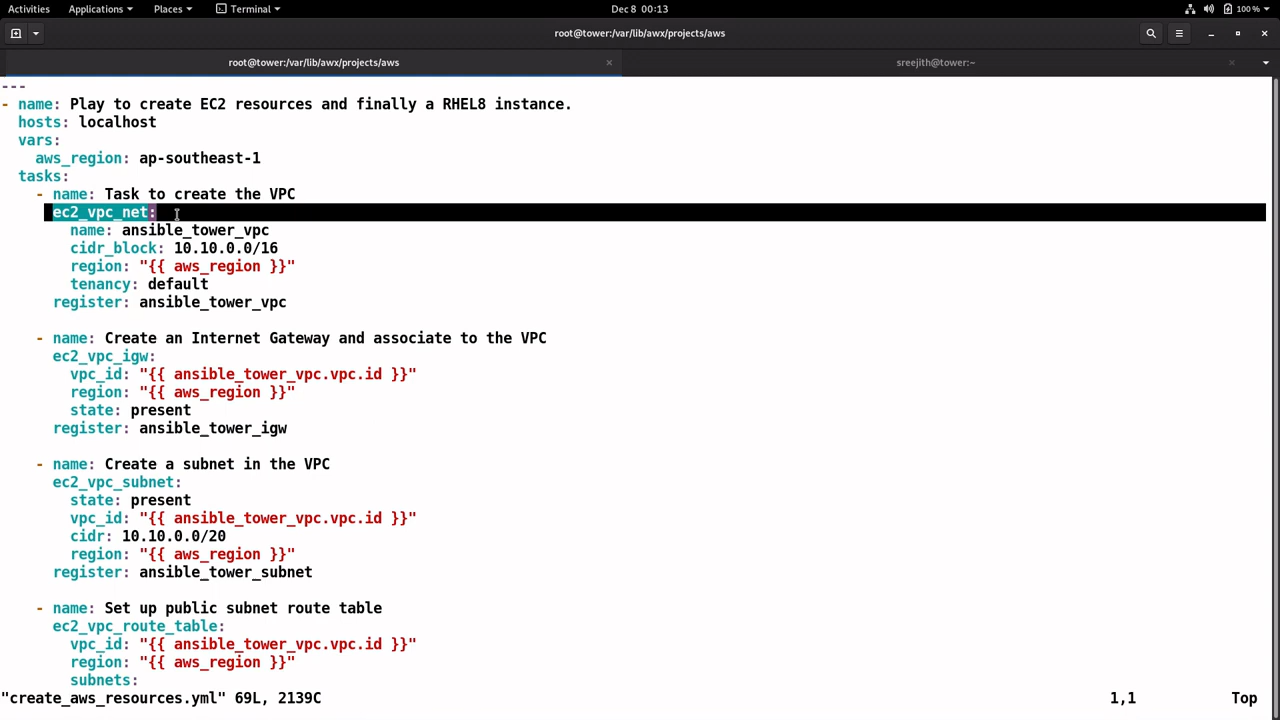 Activities Applications Places Terminal Dec 8 00:13 100 %
root@tower:/var/lib/awx/projects/aws
root@tower:/var/lib/awx/projects/aws × sreejith@tower:~ ×
---
- name: Play to create EC2 resources and finally a RHEL8 instance.
  hosts: localhost
  vars:
    aws_region: ap-southeast-1
  tasks:
    - name: Task to create the VPC
      ec2_vpc_net:
        name: ansible_tower_vpc
        cidr_block: 10.10.0.0/16
        region: "{{ aws_region }}"
        tenancy: default
      register: ansible_tower_vpc

    - name: Create an Internet Gateway and associate to the VPC
      ec2_vpc_igw:
        vpc_id: "{{ ansible_tower_vpc.vpc.id }}"
        region: "{{ aws_region }}"
        state: present
      register: ansible_tower_igw

    - name: Create a subnet in the VPC
      ec2_vpc_subnet:
        state: present
        vpc_id: "{{ ansible_tower_vpc.vpc.id }}"
        cidr: 10.10.0.0/20
        region: "{{ aws_region }}"
      register: ansible_tower_subnet

    - name: Set up public subnet route table
      ec2_vpc_route_table:
        vpc_id: "{{ ansible_tower_vpc.vpc.id }}"
        region: "{{ aws_region }}"
        subnets:
"create_aws_resources.yml" 69L, 2139C 1,1 Top